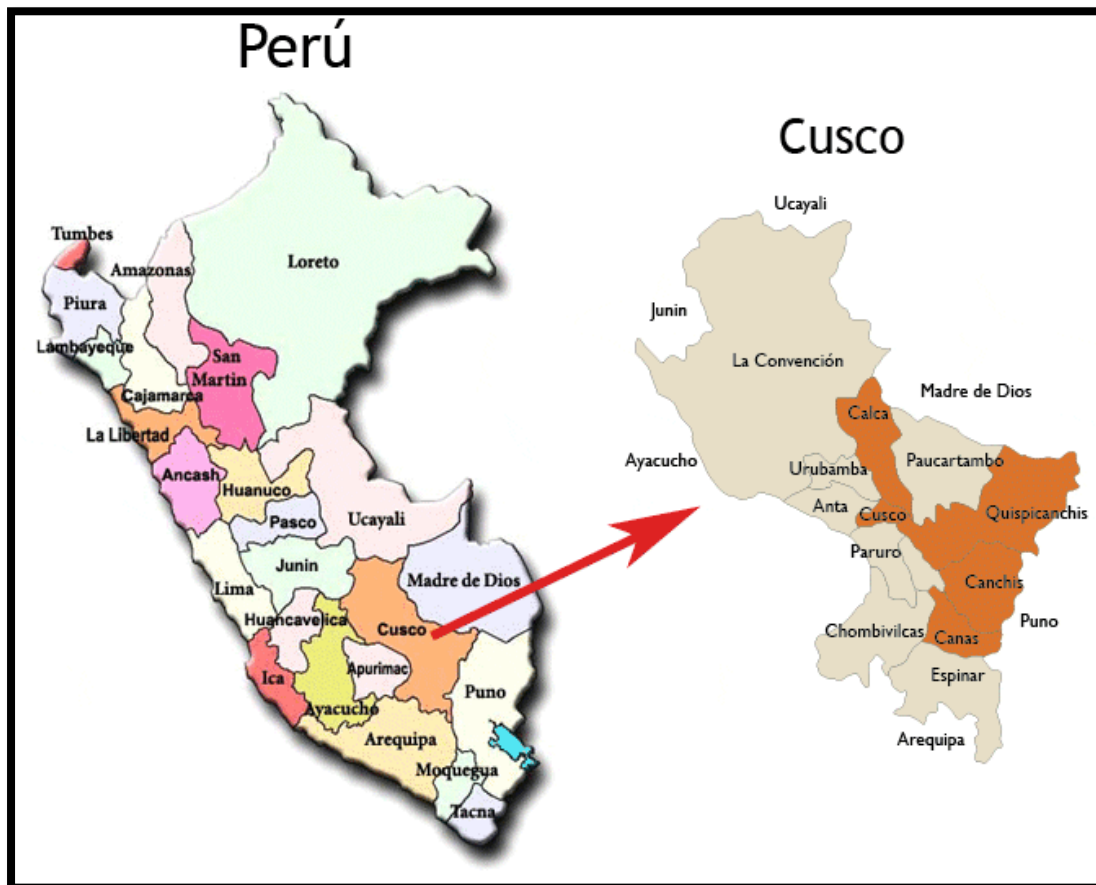 Perú
Tumbes
Amazonas
Loreto
Piura
Lambayeque
San
Martin
Cajamarca
La Libertad
Ancash
Huanuco
Ucayali
Pasco
Junin
Lima
Madre de Dios
Huancavelica
Cusco
Ica
Apurimac
Puno
Ayacucho
Arequipa
Moquegua
Tacna
Cusco
Ucayali
Junin
La Convención
Madre de Dios
Calca
Ayacucho
Urubamba
Paucartambo
Anta
Cusco
Quispicanchis
Paruro
Canchis
Puno
Chombivilcas
Canas
Espinar
Arequipa